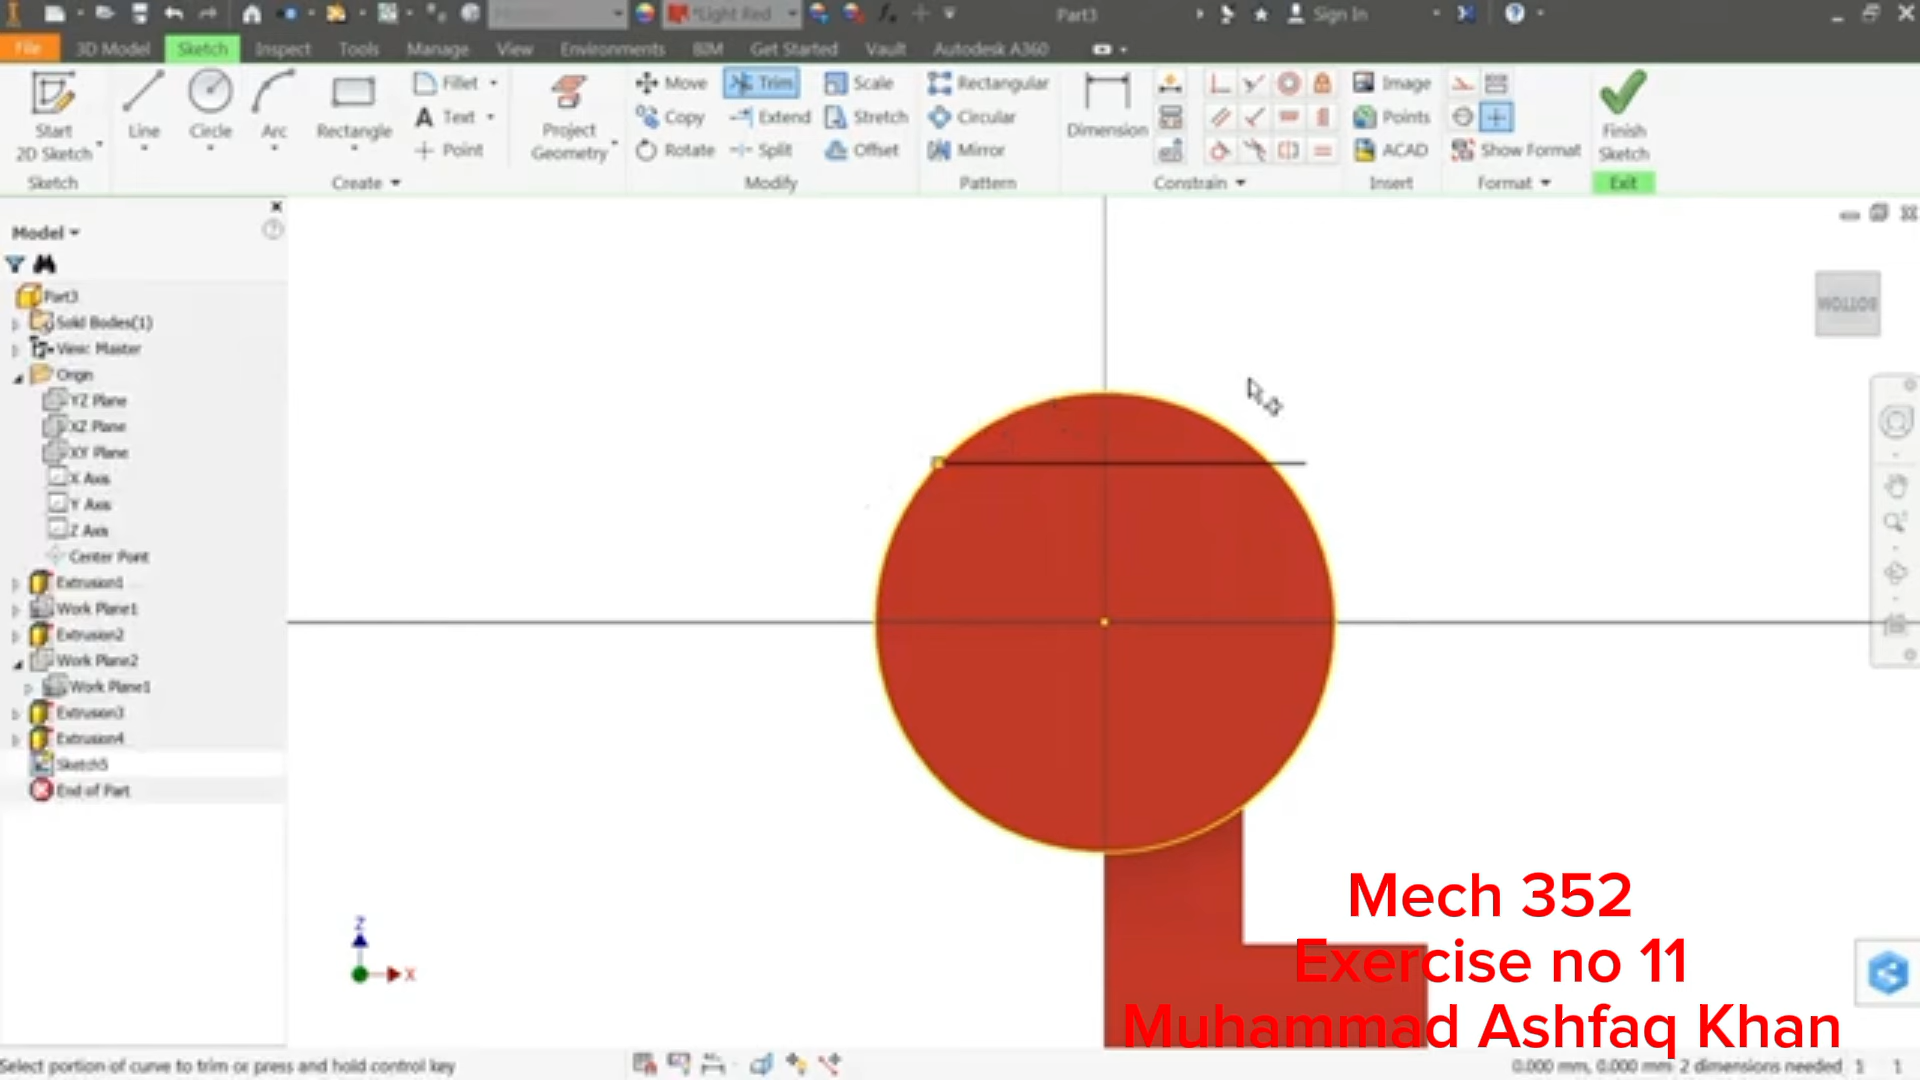 *Light Red
Part3
Sign In
File
3D Model
Sketch
Inspect
Tools
Manage
View
Environments
BIM
Get Started
Vault
Autodesk A360
Start
2D Sketch
Line
Circle
Arc
Rectangle
Fillet
Text
Point
Project
Geometry
Move
Copy
Rotate
Trim
Extend
Split
Scale
Stretch
Offset
Rectangular
Circular
Mirror
Dimension
Image
Points
ACAD
Show Format
Finish
Sketch
Sketch
Create
Modify
Pattern
Constrain
Insert
Format
Exit
Model
Part3
Solid Bodies(1)
View: Master
Origin
YZ Plane
XZ Plane
XY Plane
X Axis
Y Axis
Z Axis
Center Point
Extrusion1
Work Plane1
Extrusion2
Work Plane2
Work Plane1
Extrusion3
Extrusion4
Sketch5
End of Part
BOTTOM
Z
X
Mech 352
Exercise no 11
Muhammad Ashfaq Khan
Select portion of curve to trim or press and hold control key
0.000 mm, 0.000 mm 2 dimensions needed 1 1